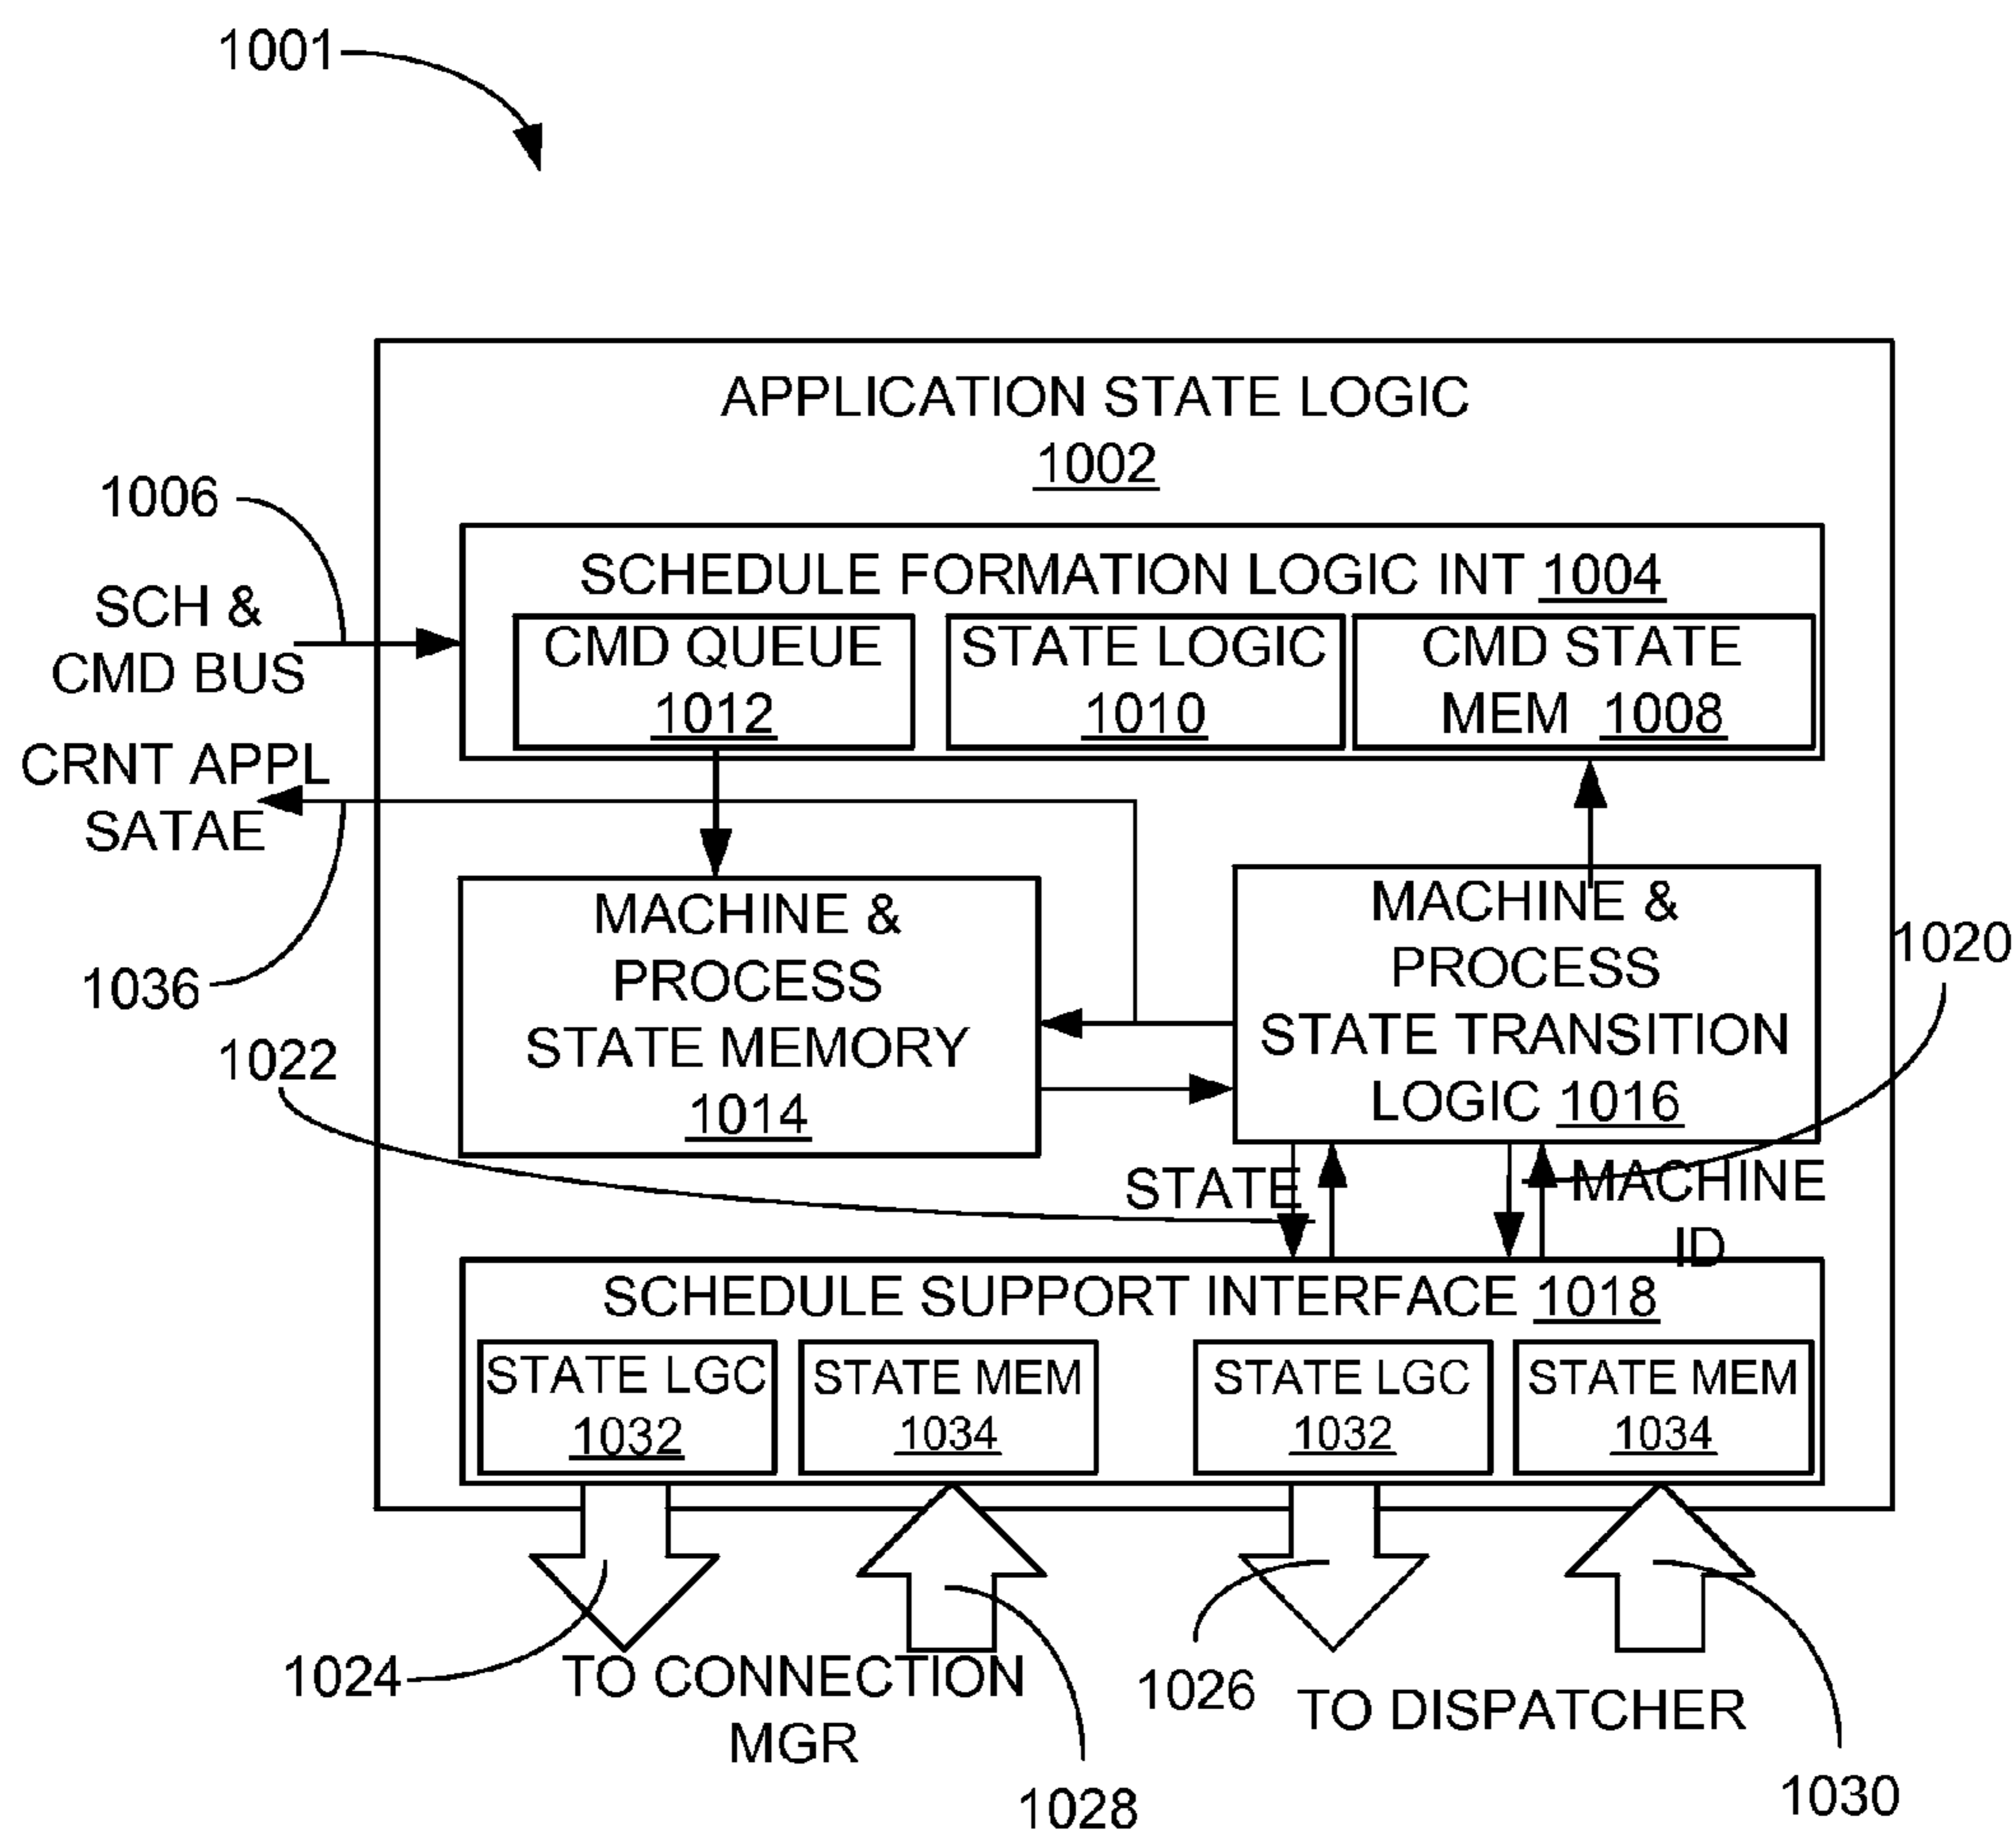 1001
APPLICATION STATE LOGIC
1002
1006
SCH &
CMD BUS
SCHEDULE FORMATION LOGIC INT 1004
CMD QUEUE
1012
STATE LOGIC
1010
CMD STATE
MEM 1008
CRNT APPL
SATAE
1036
MACHINE &
PROCESS
STATE MEMORY
1014
MACHINE &
PROCESS
STATE TRANSITION
LOGIC 1016
1020
1022
STATE
MACHINE
ID
SCHEDULE SUPPORT INTERFACE 1018
STATE LGC
1032
STATE MEM
1034
STATE LGC
1032
STATE MEM
1034
1024
TO CONNECTION
MGR
1028
1026
TO DISPATCHER
1030